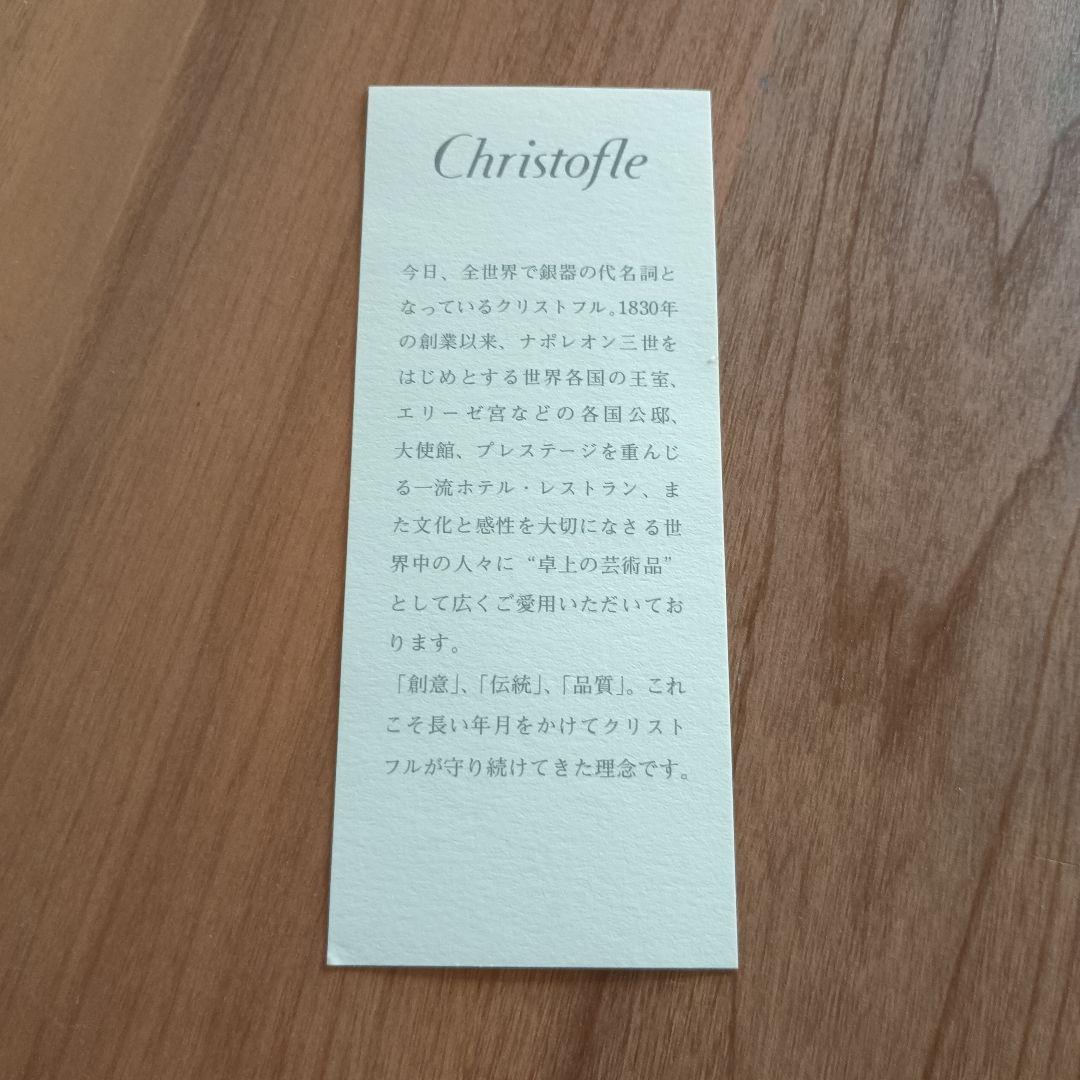 Christofle
今日、全世界で銀器の代名詞と
なっているクリストフル。1830年
の創業以来、ナポレオン三世を
はじめとする世界各国の王室、
エリーゼ宮などの各国公邸、
大使館、プレステージを重んじ
る一流ホテル・レストラン、ま
た文化と感性を大切になさる世
界中の人々に“卓上の芸術品”
として広くご愛用いただいてお
ります。
「創意」、「伝統」、「品質」。これ
こそ長い年月をかけてクリスト
フルが守り続けてきた理念です。